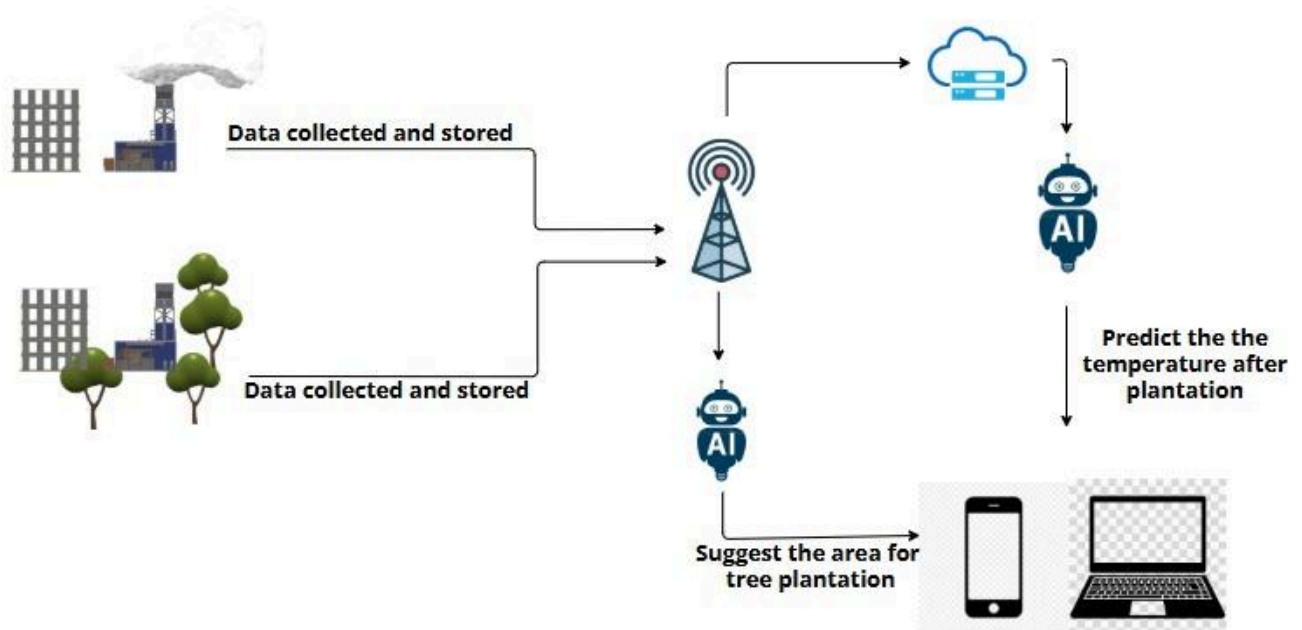 Data collected and stored
AI
Data collected and stored
Predict the the
temperature after
plantation
AI
Suggest the area for
tree plantation